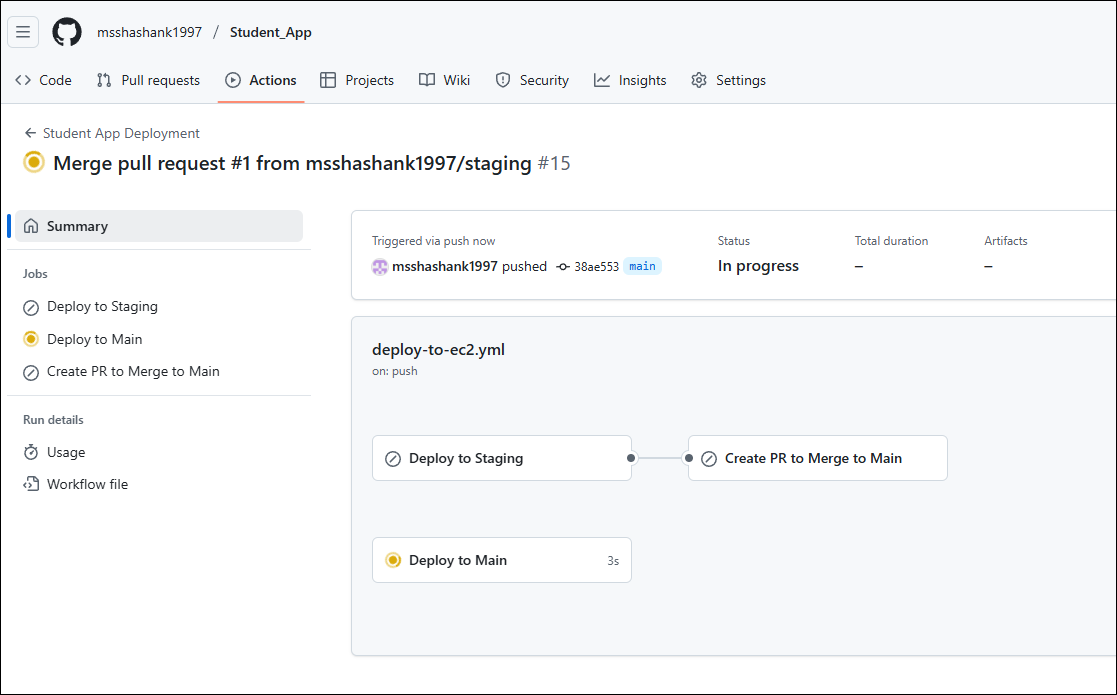 msshashank1997 / Student_App
Code Pull requests Actions Projects Wiki Security Insights Settings
Student App Deployment
Merge pull request #1 from msshashank1997/staging #15
Summary
Jobs
Deploy to Staging
Deploy to Main
Create PR to Merge to Main
Run details
Usage
Workflow file
Triggered via push now
msshashank1997 pushed 38ae553 main
Status
In progress
Total duration
–
Artifacts
–
deploy-to-ec2.yml
on: push
Deploy to Staging
Create PR to Merge to Main
Deploy to Main 3s